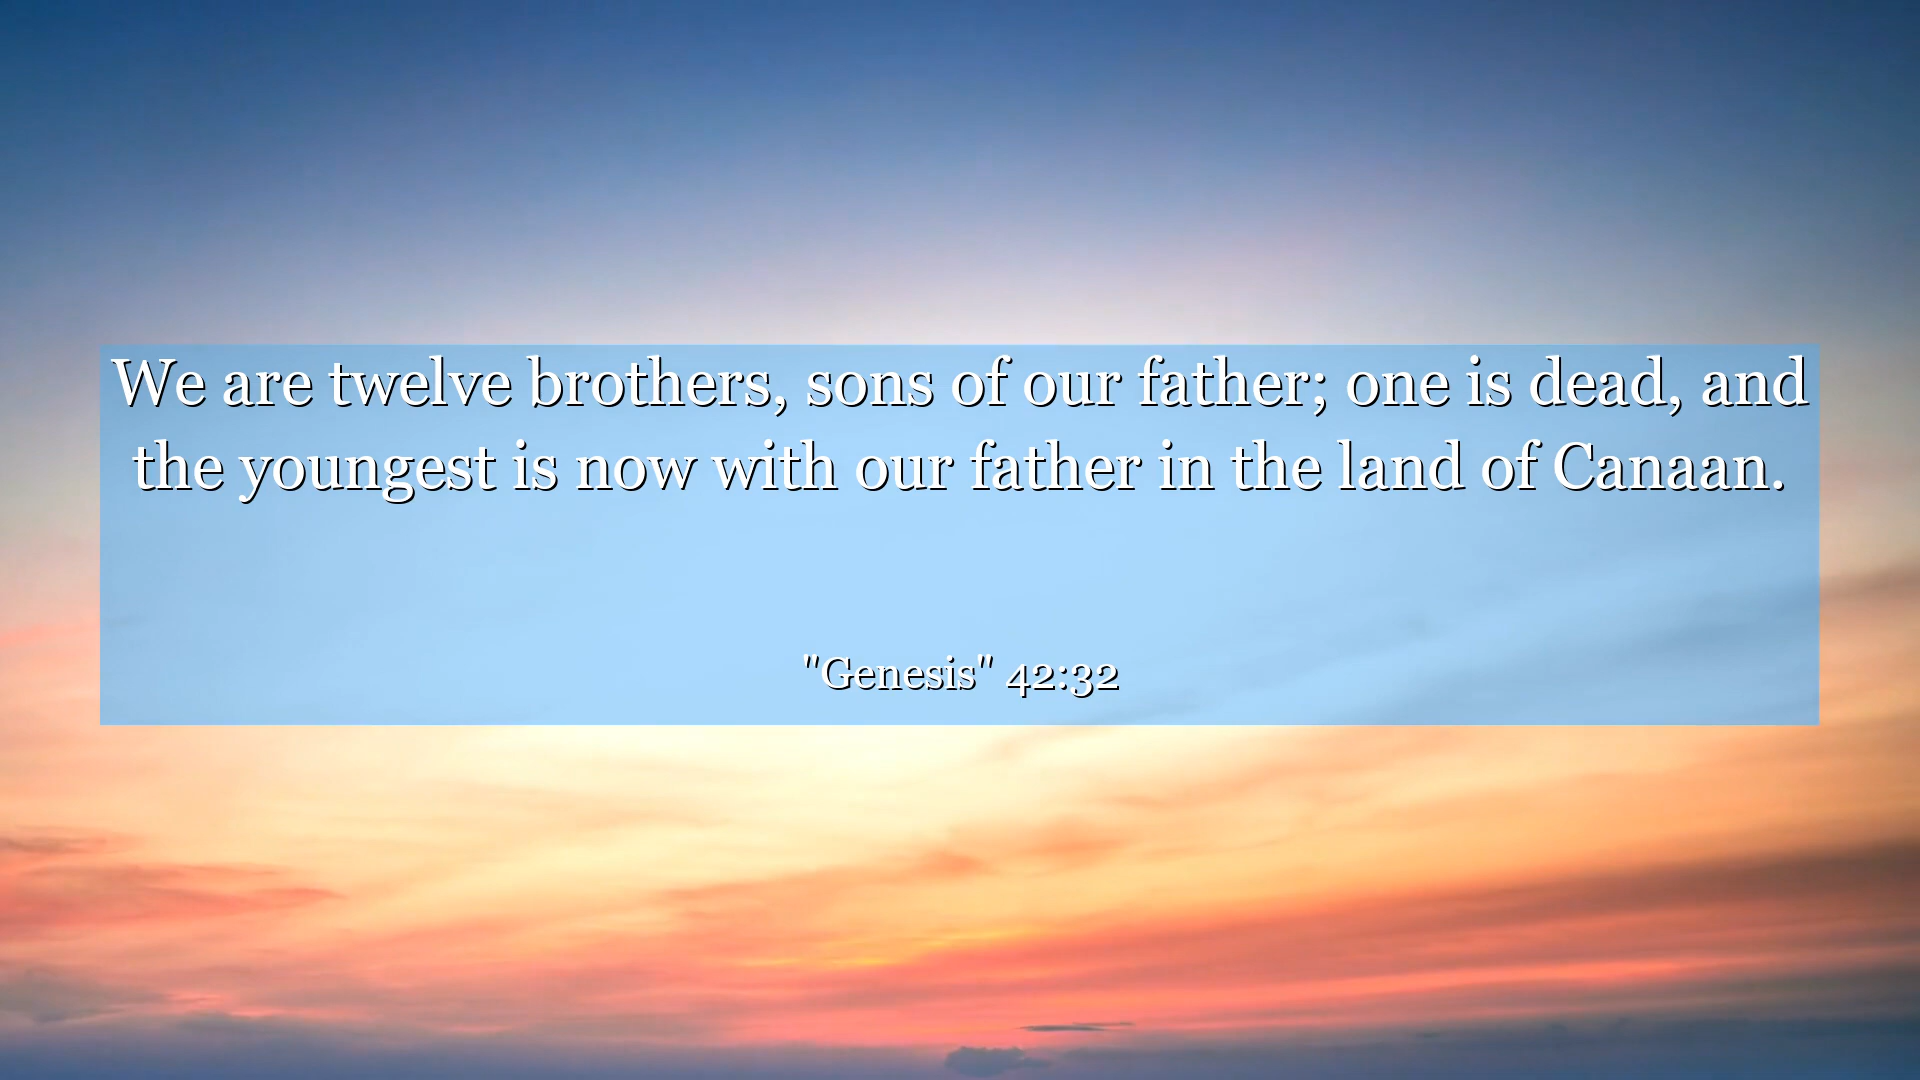 We are twelve brothers, sons of our father; one is dead, and
the youngest is now with our father in the land of Canaan.
"Genesis" 42:32